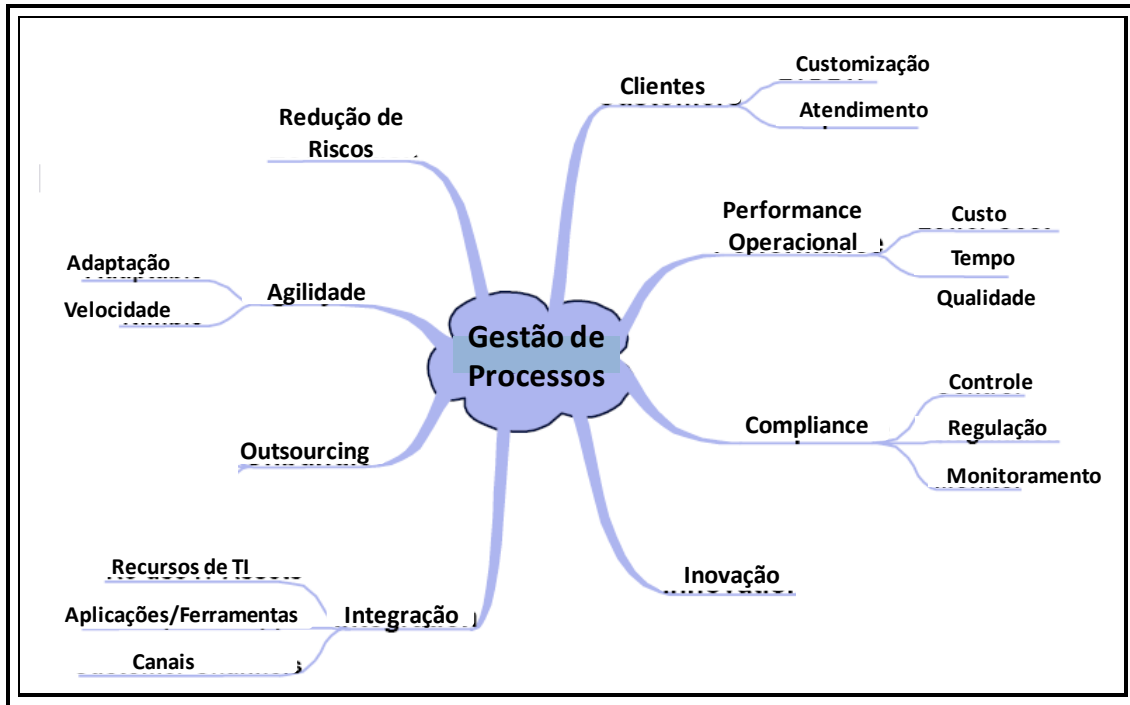 Customização
Clientes
Atendimento
Redução de
Riscos
Performance
Operacional
Custo
Tempo
Qualidade
Adaptação
Agilidade
Velocidade
Gestão de
Processos
Controle
Compliance
Regulação
Monitoramento
Outsourcing
Inovação
Recursos de TI
Aplicações/Ferramentas
Integração
Canais